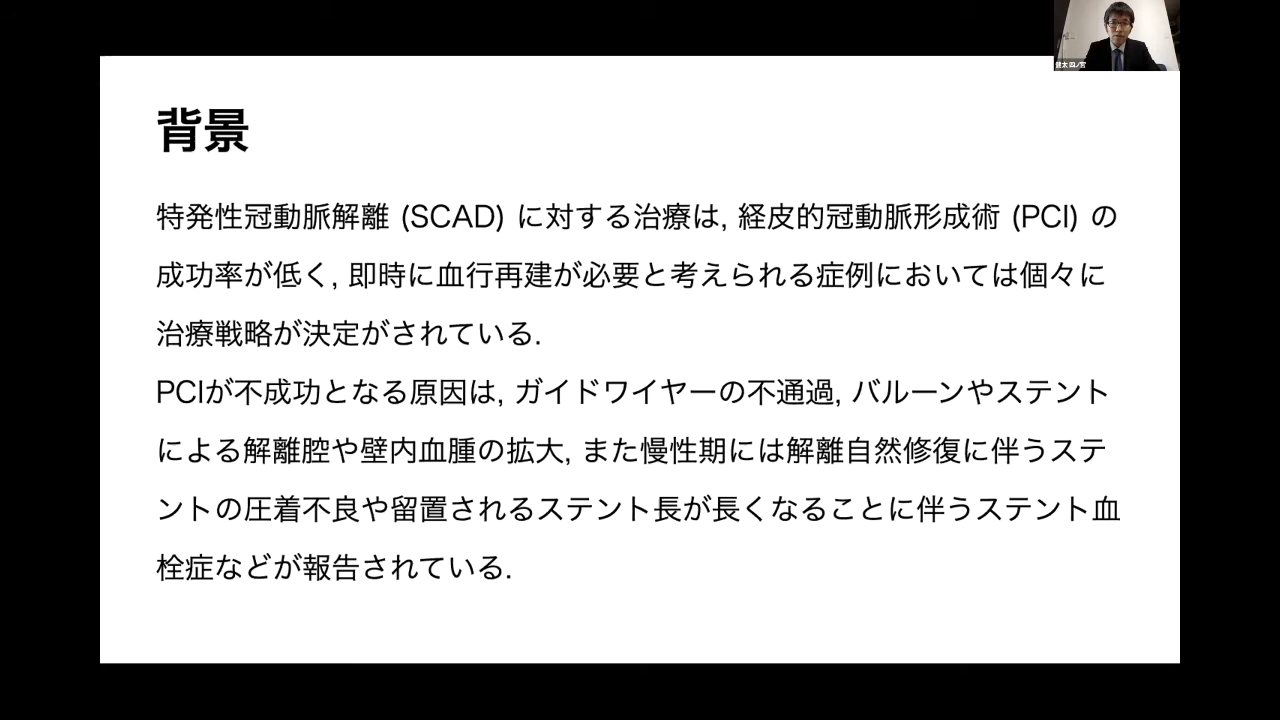 健太 四ノ宮
背景
特発性冠動脈解離 (SCAD) に対する治療は, 経皮的冠動脈形成術 (PCI) の
成功率が低く, 即時に血行再建が必要と考えられる症例においては個々に
治療戦略が決定がされている.
PCIが不成功となる原因は, ガイドワイヤーの不通過, バルーンやステント
による解離腔や壁内血腫の拡大, また慢性期には解離自然修復に伴うステ
ントの圧着不良や留置されるステント長が長くなることに伴うステント血
栓症などが報告されている.